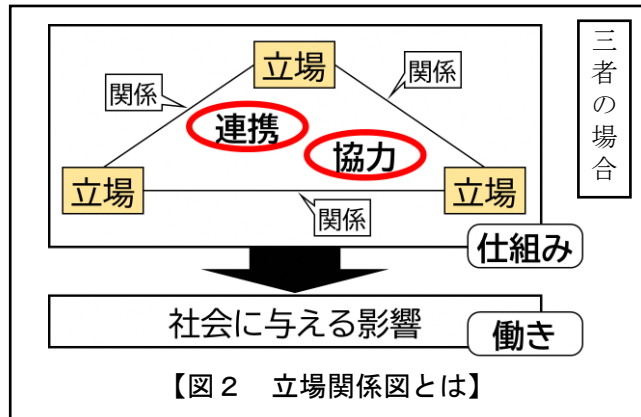 三者の場合
立場
関係
関係
連携
協力
立場
立場
関係
仕組み
社会に与える影響
働き
【図２　立場関係図とは】